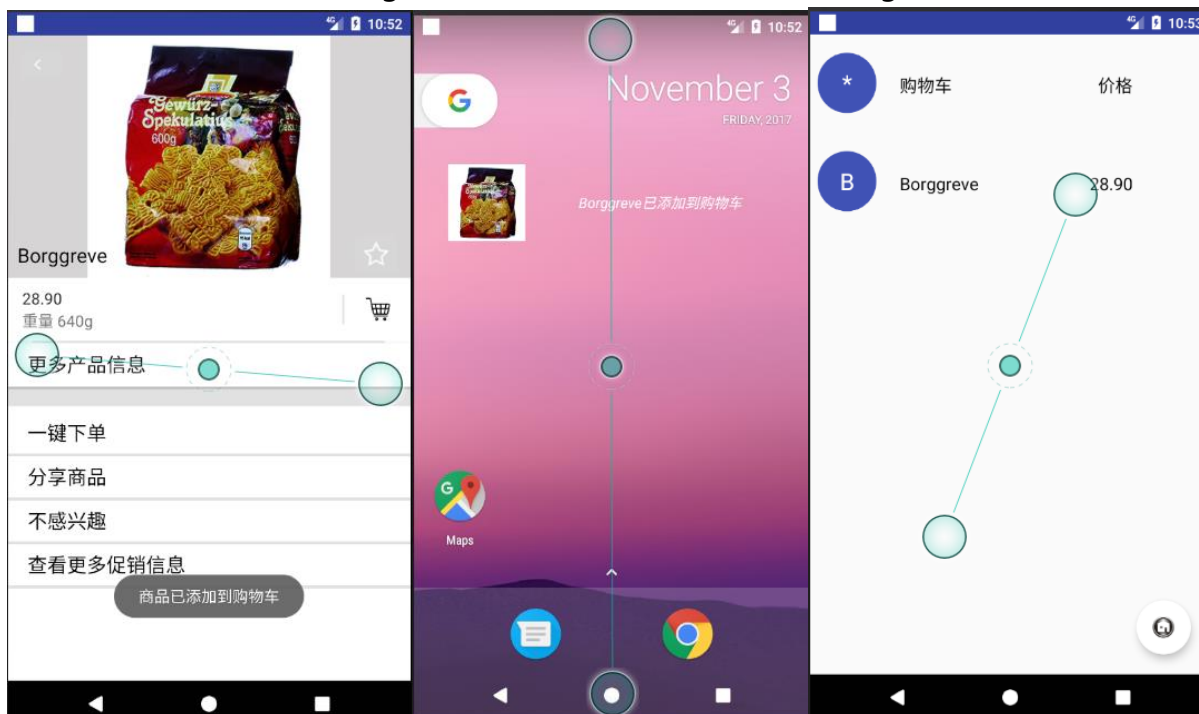 4G 10:52
Gewürz-
Spekulatius
600g
Borggreve
28.90
重量 640g
更多产品信息
一键下单
分享商品
不感兴趣
查看更多促销信息
商品已添加到购物车
4G 10:52
G
November 3
FRIDAY, 2017
Borggreve已添加到购物车
G
Maps
4G 10:53
* 购物车 价格
B Borggreve 28.90